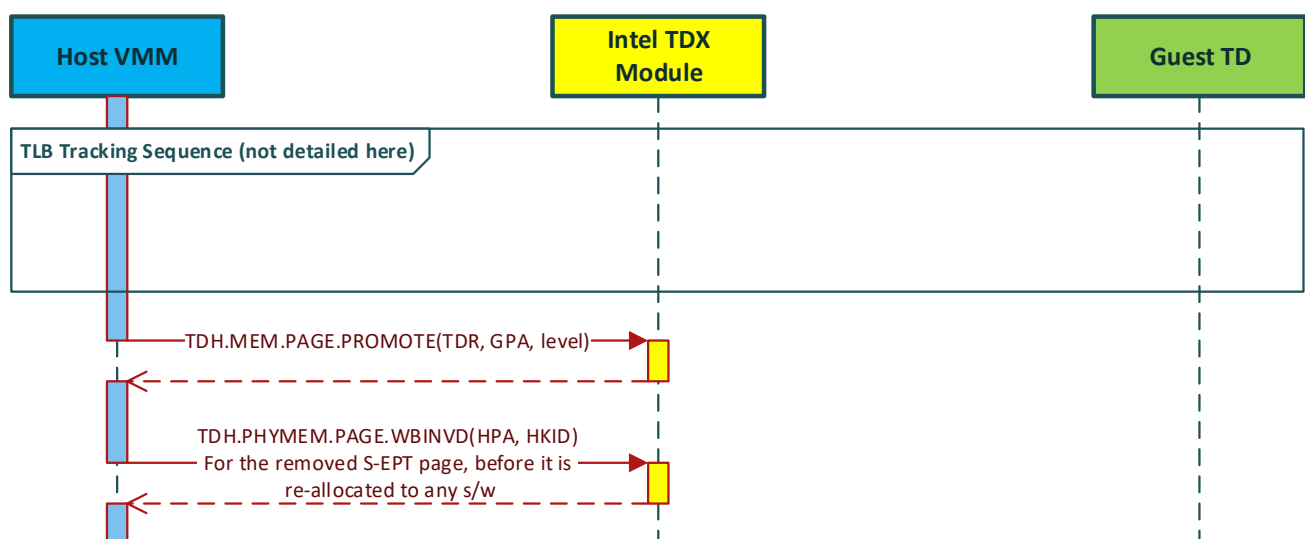 Host VMM
Intel TDX
Module
Guest TD
TLB Tracking Sequence (not detailed here)
TDH.MEM.PAGE.PROMOTE(TDR, GPA, level)
TDH.PHYMEM.PAGE.WBINVD(HPA, HKID)
For the removed S-EPT page, before it is
re-allocated to any s/w